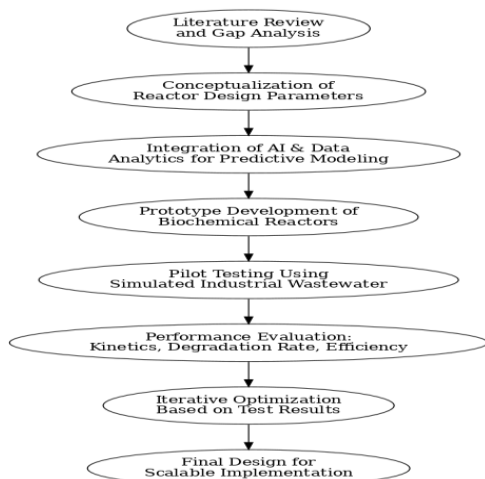 Literature Review
and Gap Analysis
Conceptualization of
Reactor Design Parameters
Integration of AI & Data
Analytics for Predictive Modeling
Prototype Development of
Biochemical Reactors
Pilot Testing Using
Simulated Industrial Wastewater
Performance Evaluation:
Kinetics, Degradation Rate, Efficiency
Iterative Optimization
Based on Test Results
Final Design for
Scalable Implementation